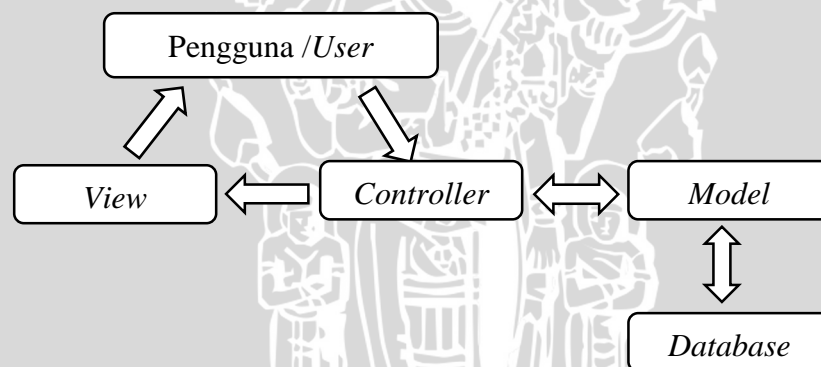 Pengguna /User
View
Controller
Model
Database